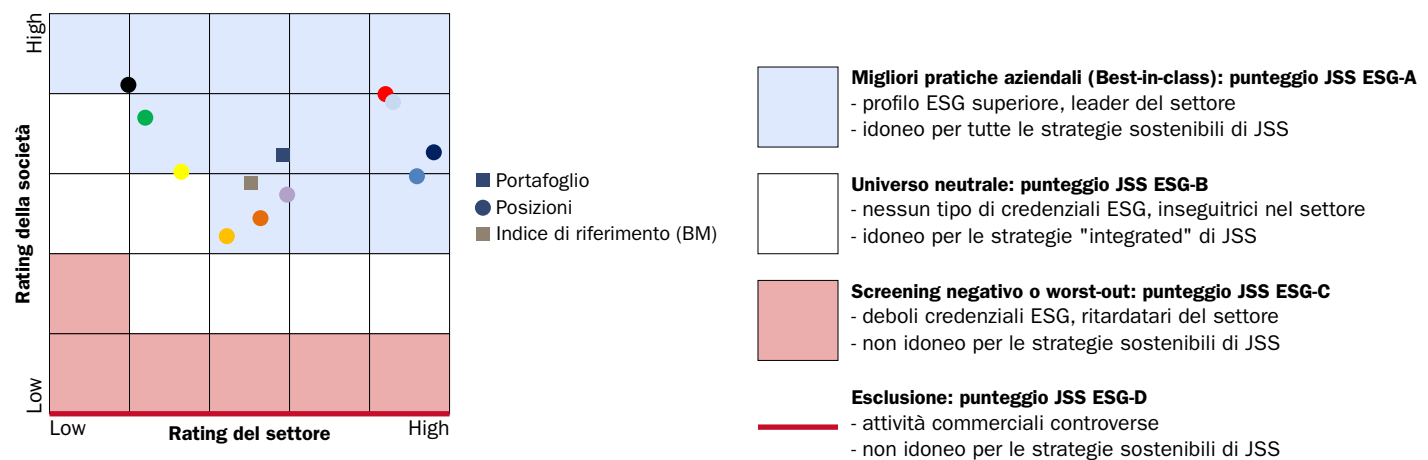 High
Rating della società
Low
Low
Rating del settore
High
Portafoglio
Posizioni
Indice di riferimento (BM)
Migliori pratiche aziendali (Best-in-class): punteggio JSS ESG-A
- profilo ESG superiore, leader del settore
- idoneo per tutte le strategie sostenibili di JSS
Universo neutrale: punteggio JSS ESG-B
- nessun tipo di credenziali ESG, inseguitrici nel settore
- idoneo per le strategie "integrated" di JSS
Screening negativo o worst-out: punteggio JSS ESG-C
- deboli credenziali ESG, ritardatari del settore
- non idoneo per le strategie sostenibili di JSS
Esclusione: punteggio JSS ESG-D
- attività commerciali controverse
- non idoneo per le strategie sostenibili di JSS